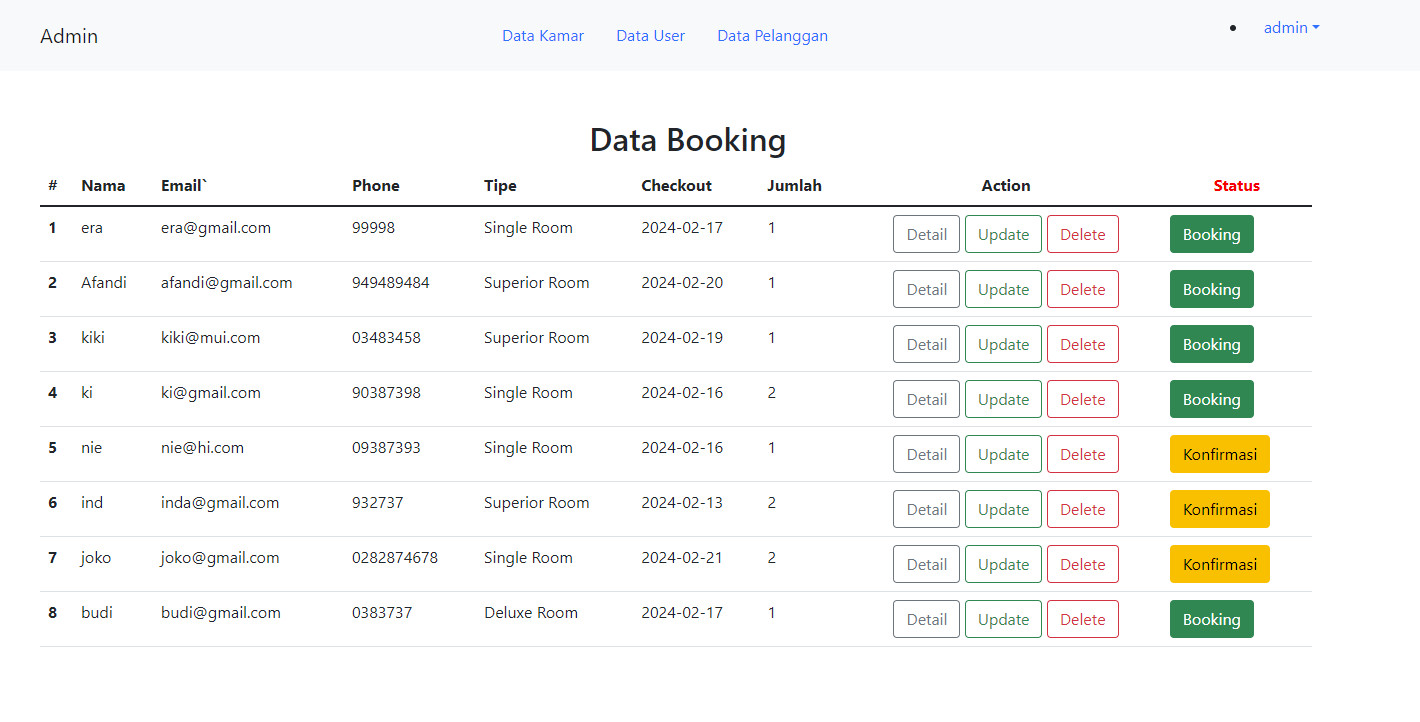 Admin Data Kamar Data User Data Pelanggan admin
Data Booking
# Nama Email` Phone Tipe Checkout Jumlah Action Status
1 era era@gmail.com 99998 Single Room 2024-02-17 1 Detail Update Delete Booking
2 Afandi afandi@gmail.com 949489484 Superior Room 2024-02-20 1 Detail Update Delete Booking
3 kiki kiki@mui.com 03483458 Superior Room 2024-02-19 1 Detail Update Delete Booking
4 ki ki@gmail.com 90387398 Single Room 2024-02-16 2 Detail Update Delete Booking
5 nie nie@hi.com 09387393 Single Room 2024-02-16 1 Detail Update Delete Konfirmasi
6 ind inda@gmail.com 932737 Superior Room 2024-02-13 2 Detail Update Delete Konfirmasi
7 joko joko@gmail.com 0282874678 Single Room 2024-02-21 2 Detail Update Delete Konfirmasi
8 budi budi@gmail.com 0383737 Deluxe Room 2024-02-17 1 Detail Update Delete Booking